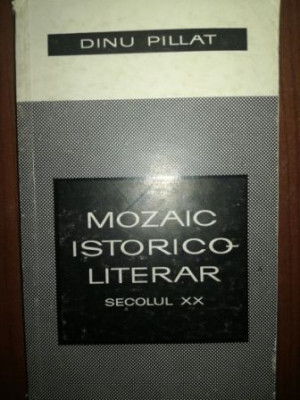 DINU PILLAT
MOZAIC
ISTORICO-
LITERAR
SECOLUL XX